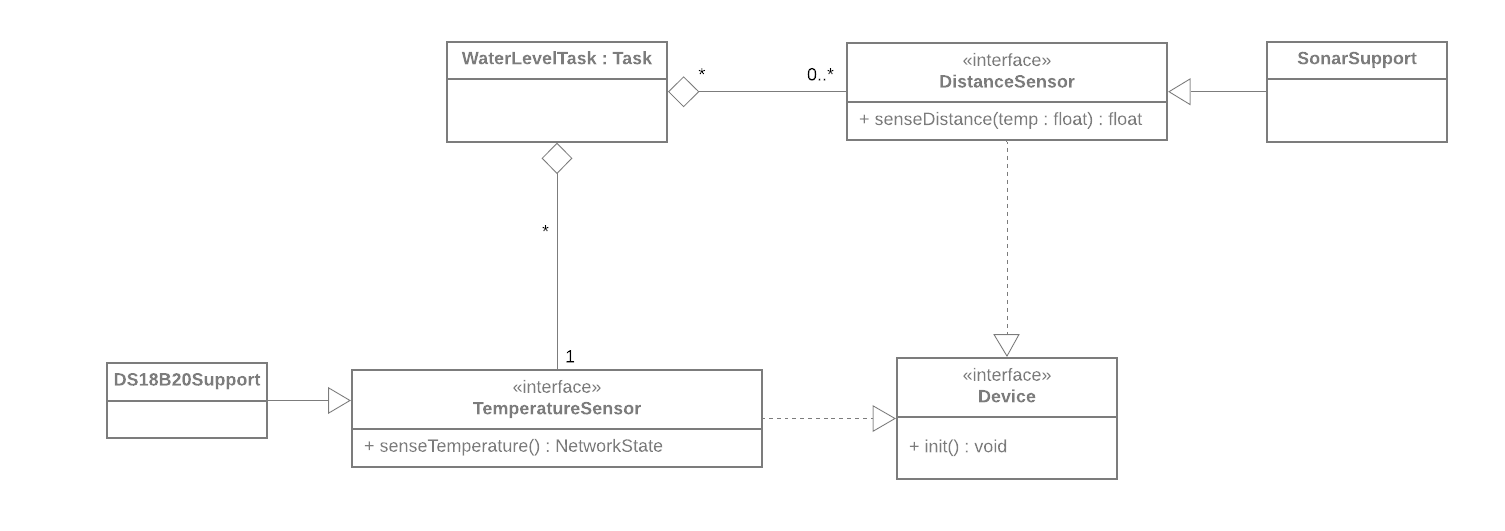 WaterLevelTask : Task
*
0..*
«interface»
DistanceSensor
+ senseDistance(temp : float) : float
SonarSupport
*
1
DS18B20Support
«interface»
TemperatureSensor
+ senseTemperature() : NetworkState
«interface»
Device
+ init() : void